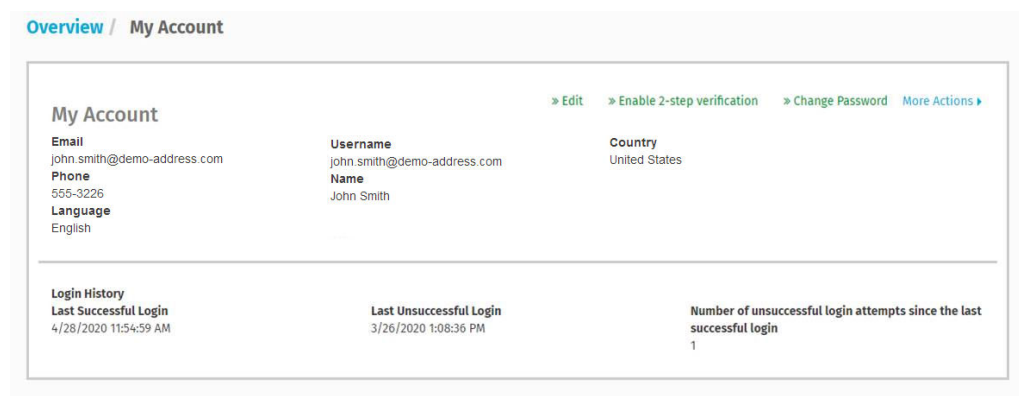 Overview / My Account
» Edit » Enable 2-step verification » Change Password More Actions ▸
My Account
Email
john.smith@demo-address.com
Phone
555-3226
Language
English
Username
john.smith@demo-address.com
Name
John Smith
Country
United States
Login History
Last Successful Login
4/28/2020 11:54:59 AM
Last Unsuccessful Login
3/26/2020 1:08:36 PM
Number of unsuccessful login attempts since the last
successful login
1